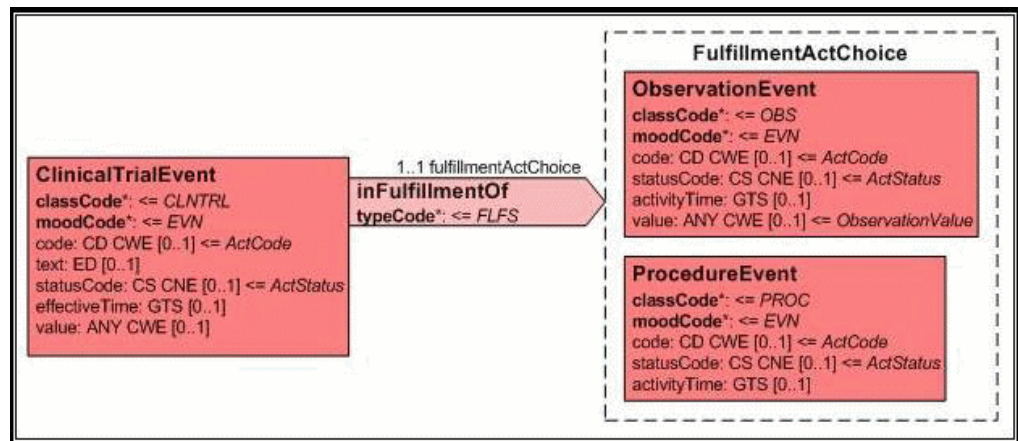 ClinicalTrialEvent
classCode*: <= CLNTRL
moodCode*: <= EVN
code: CD CWE [0..1] <= ActCode
text: ED [0..1]
statusCode: CS CNE [0..1] <= ActStatus
effectiveTime: GTS [0..1]
value: ANY CWE [0..1]
1..1 fulfillmentActChoice
inFulfillmentOf
typeCode*: <= FLFS
FulfillmentActChoice
ObservationEvent
classCode*: <= OBS
moodCode*: <= EVN
code: CD CWE [0..1] <= ActCode
statusCode: CS CNE [0..1] <= ActStatus
activityTime: GTS [0..1]
value: ANY CWE [0..1] <= ObservationValue
ProcedureEvent
classCode*: <= PROC
moodCode*: <= EVN
code: CD CWE [0..1] <= ActCode
statusCode: CS CNE [0..1] <= ActStatus
activityTime: GTS [0..1]